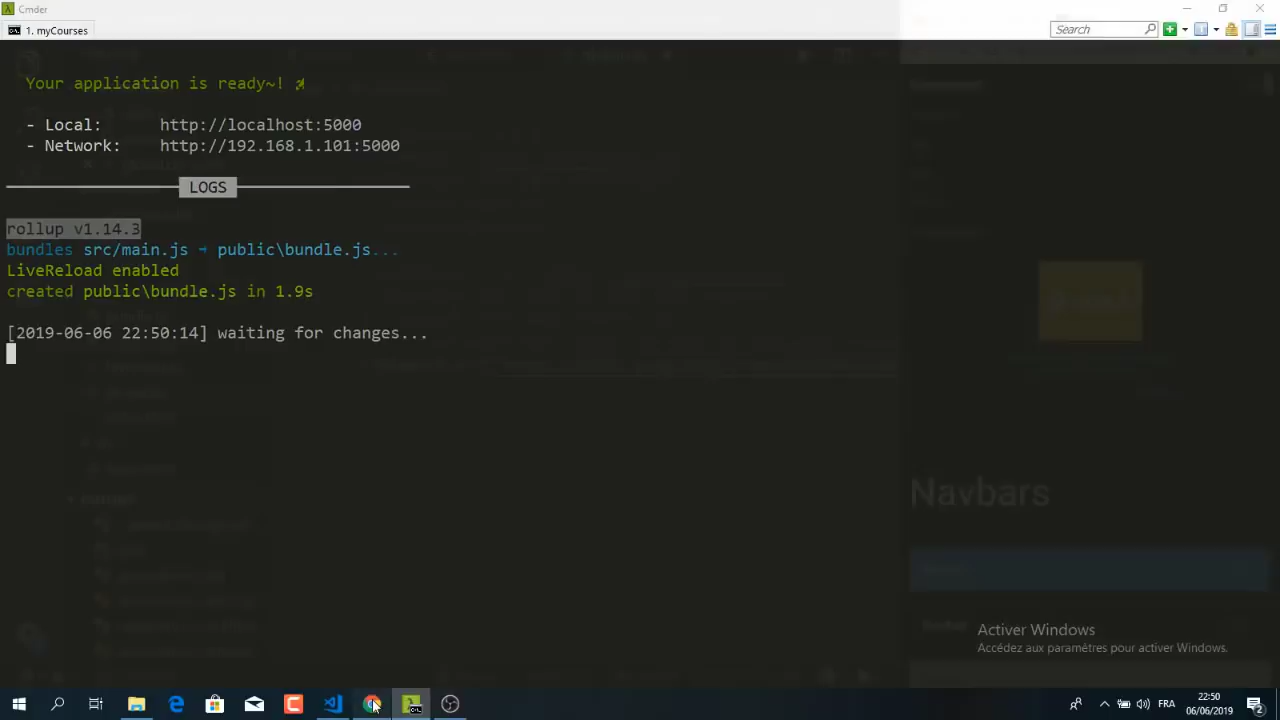 Cmder
1. myCourses
Search
Your application is ready~!
- Local: http://localhost:5000
- Network: http://192.168.1.101:5000
LOGS
rollup v1.14.3
bundles src/main.js → public\bundle.js...
LiveReload enabled
created public\bundle.js in 1.9s
[2019-06-06 22:50:14] waiting for changes...
Navbars
Activer Windows
Accédez aux paramètres pour activer Windows.
FRA
22:50
06/06/2019
2